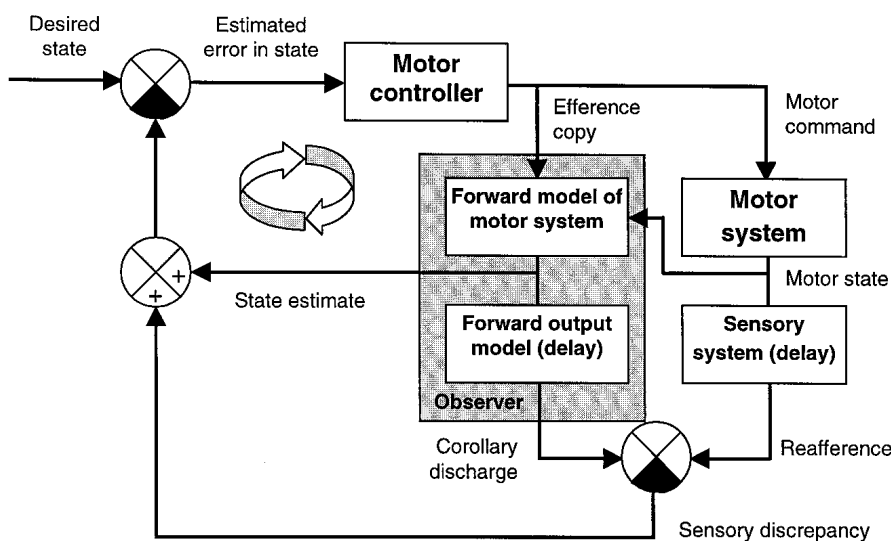 Desired
state
Estimated
error in state
Motor
controller
Efference
copy
Motor
command
Forward model of
motor system
Motor
system
+
+
State estimate
Motor state
Forward output
model (delay)
Sensory
system (delay)
Observer
Corollary
discharge
Reafference
Sensory discrepancy